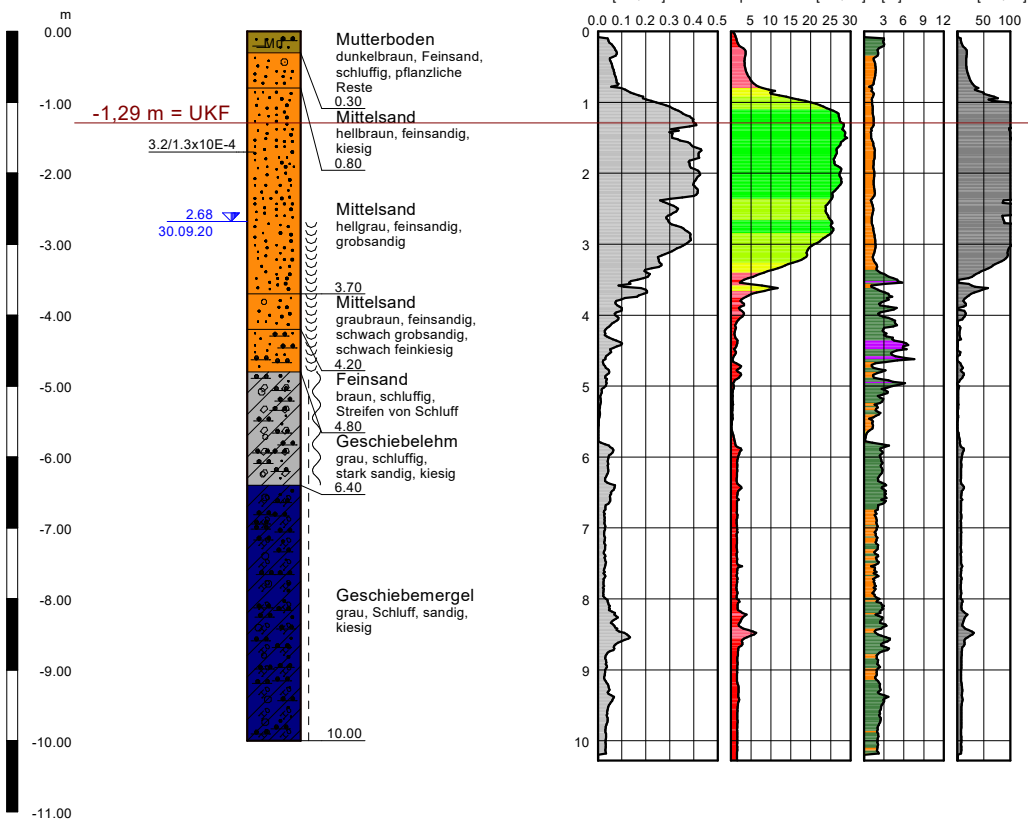 m
0.00
-1.00
-2.00
-3.00
-4.00
-5.00
-6.00
-7.00
-8.00
-9.00
-10.00
-11.00
-1,29 m = UKF
3.2/1.3x10E-4
2.68
30.09.20
Mu
Mutterboden
dunkelbraun, Feinsand,
schluffig, pflanzliche
Reste
0.30
Mittelsand
hellbraun, feinsandig,
kiesig
0.80
Mittelsand
hellgrau, feinsandig,
grobsandig
3.70
Mittelsand
graubraun, feinsandig,
schwach grobsandig,
schwach feinkiesig
4.20
Feinsand
braun, schluffig,
Streifen von Schluff
4.80
Geschiebelehm
grau, schluffig,
stark sandig, kiesig
6.40
Geschiebemergel
grau, Schluff, sandig,
kiesig
10.00
0.0 0.1 0.2 0.3 0.4 0.5
5 10 15 20 25 30
3 6 9 12
50 100
0
1
2
3
4
5
6
7
8
9
10